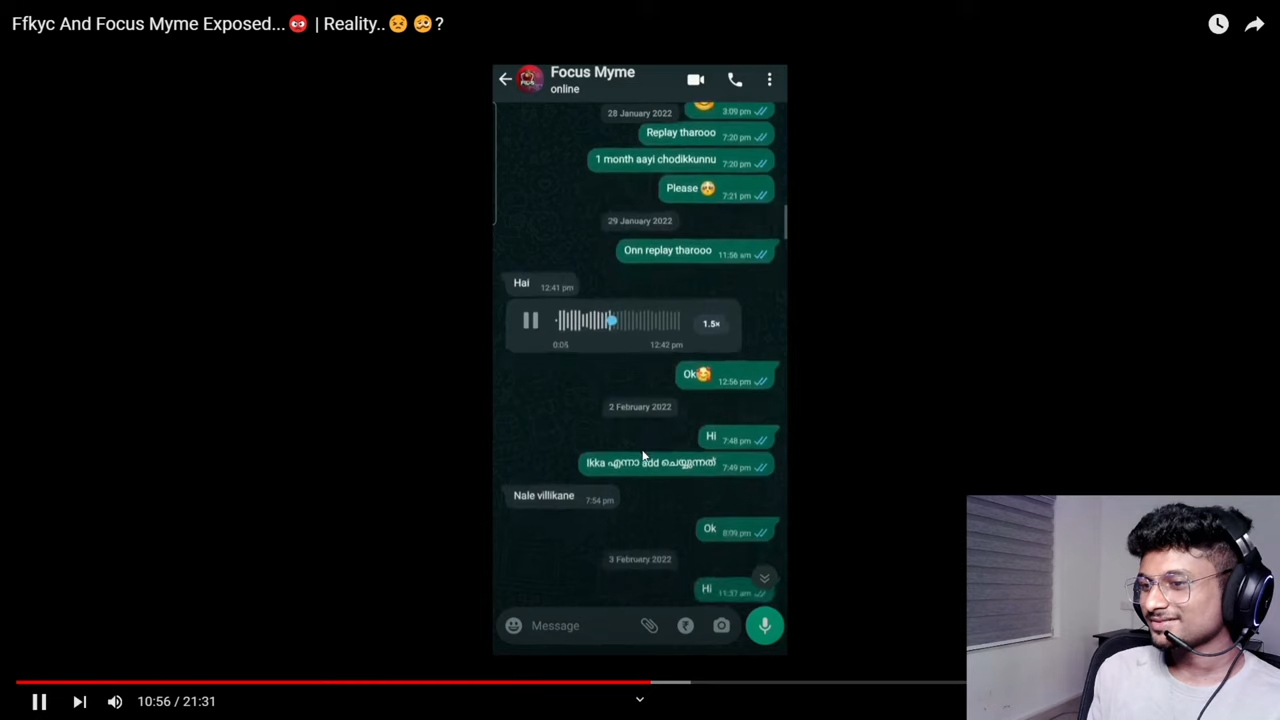 Ffkyc And Focus Myme Exposed...😡 | Reality.. 😣 🥺?
Focus Myme
online
28 January 2022
3:09 pm
Replay tharooo 7:20 pm
1 month aayi chodikkunnu 7:20 pm
Please 🥺 7:21 pm
29 January 2022
Onn replay tharooo 11:56 am
Hai 12:41 pm
1.5×
0:05 12:42 pm
Ok🥰 12:56 pm
2 February 2022
Hi 7:48 pm
Ikka എന്നാ add ചെയ്യുന്നത് 7:49 pm
Nale villikane 7:54 pm
Ok 8:09 pm
3 February 2022
Hi 11:37 am
Message
10:56 / 21:31